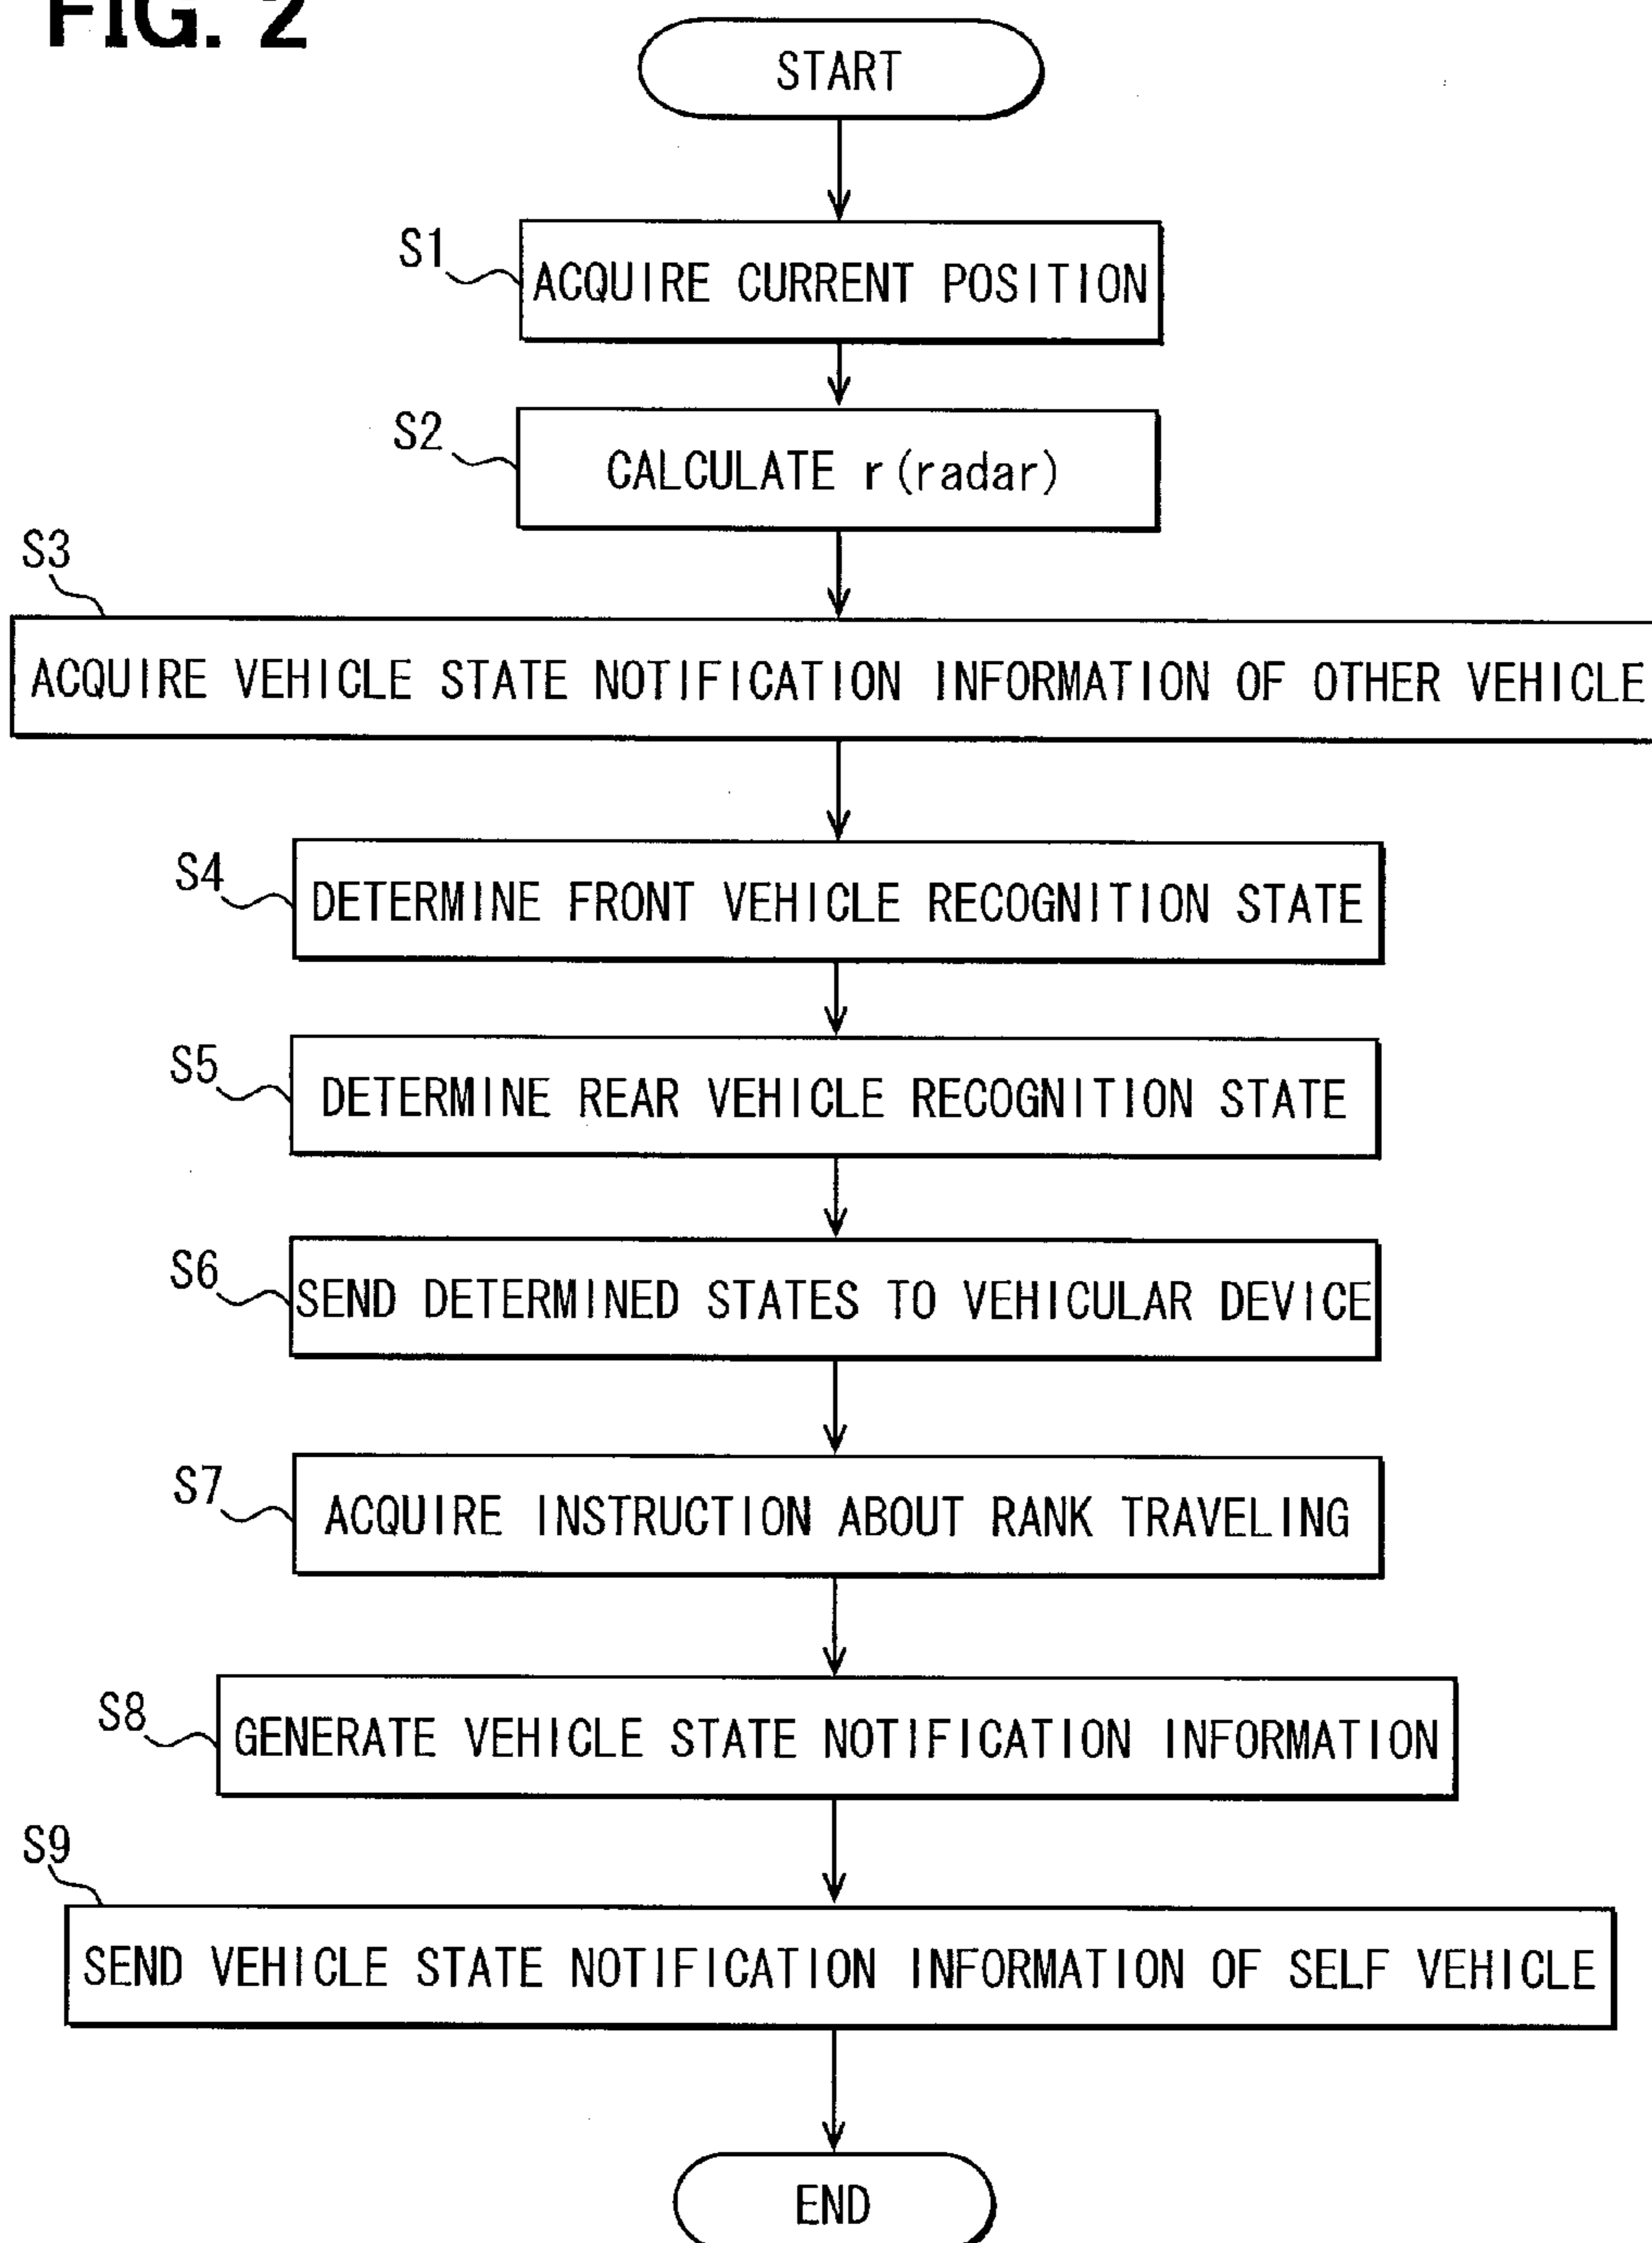 FIG. 2
START
S1
ACQUIRE CURRENT POSITION
S2
CALCULATE r(radar)
S3
ACQUIRE VEHICLE STATE NOTIFICATION INFORMATION OF OTHER VEHICLE
S4
DETERMINE FRONT VEHICLE RECOGNITION STATE
S5
DETERMINE REAR VEHICLE RECOGNITION STATE
S6
SEND DETERMINED STATES TO VEHICULAR DEVICE
S7
ACQUIRE INSTRUCTION ABOUT RANK TRAVELING
S8
GENERATE VEHICLE STATE NOTIFICATION INFORMATION
S9
SEND VEHICLE STATE NOTIFICATION INFORMATION OF SELF VEHICLE
END